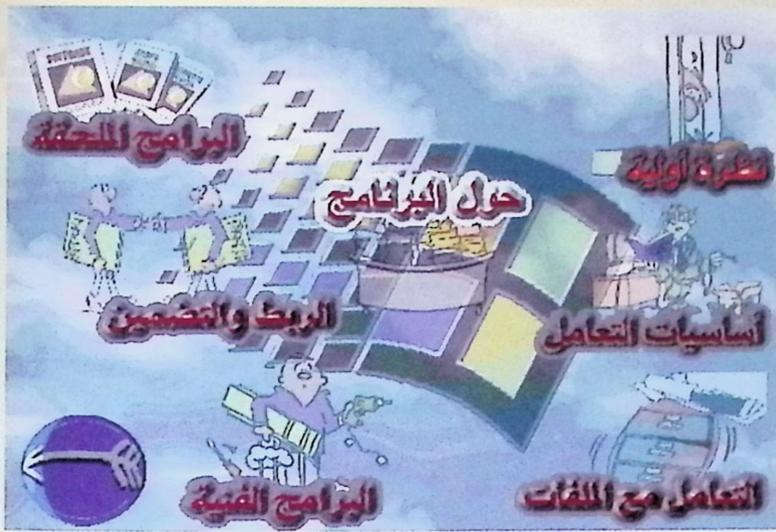 البرامج الملحقة
نظرة أولية
حول البرنامج
الربط والتضمين
أساسيات التعامل
البرامج الفنية
التعامل مع الملفات